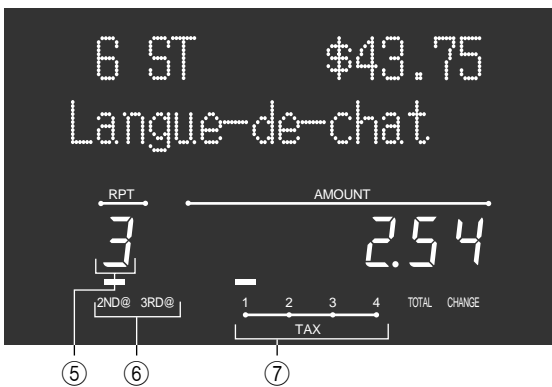 6 ST $43.75
Langue-de-chat
RPT AMOUNT
3 2.54
2ND@ 3RD@ 1 2 3 4 TOTAL CHANGE
TAX
⑤ ⑥ ⑦